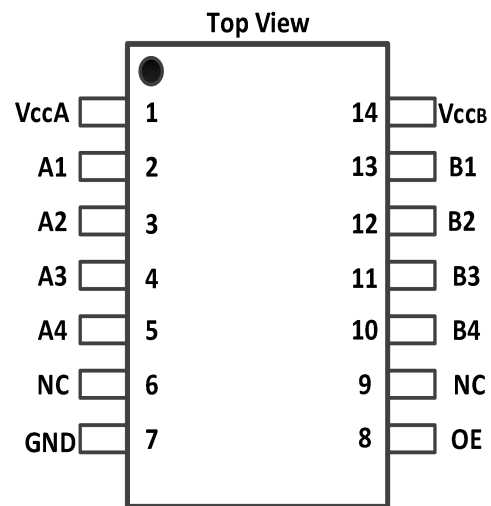 Top View
VccA 1 14 VccB
A1 2 13 B1
A2 3 12 B2
A3 4 11 B3
A4 5 10 B4
NC 6 9 NC
GND 7 8 OE